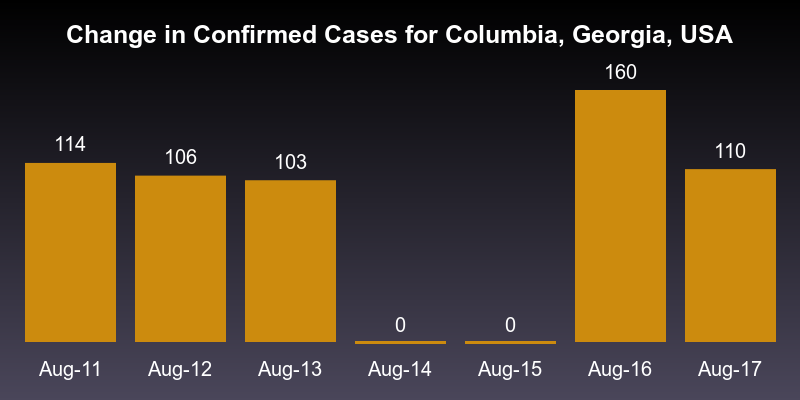 Change in Confirmed Cases for Columbia, Georgia, USA
160
114
110
106
103
0
0
Aug-11
Aug-12
Aug-13
Aug-14
Aug-15
Aug-16
Aug-17